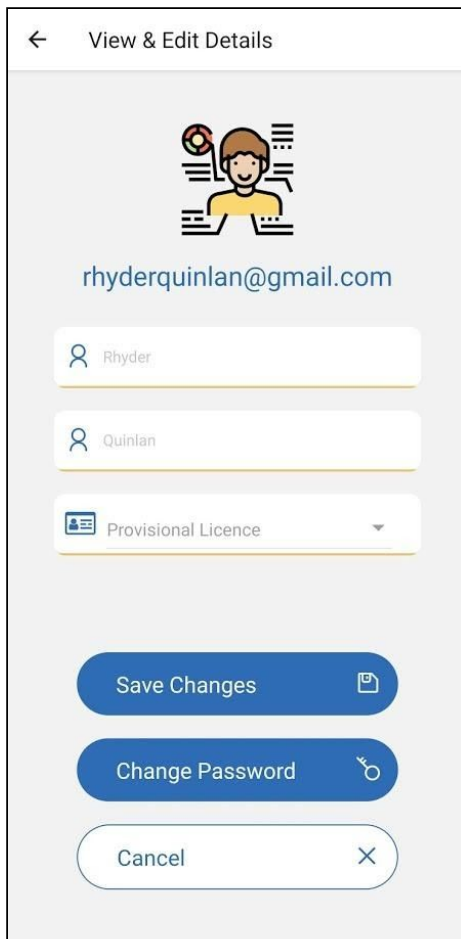 View & Edit Details
rhyderquinlan@gmail.com
Rhyder
Quinlan
Provisional Licence
Save Changes
Change Password
Cancel